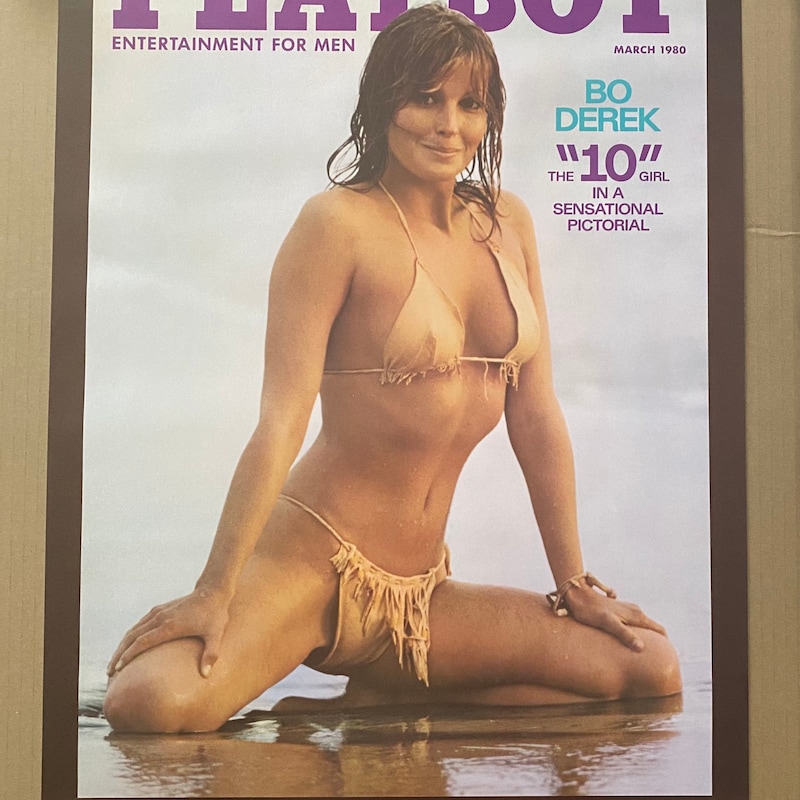 PLAYBOY
ENTERTAINMENT FOR MEN
MARCH 1980
BO
DEREK
THE "10" GIRL
IN A
SENSATIONAL
PICTORIAL